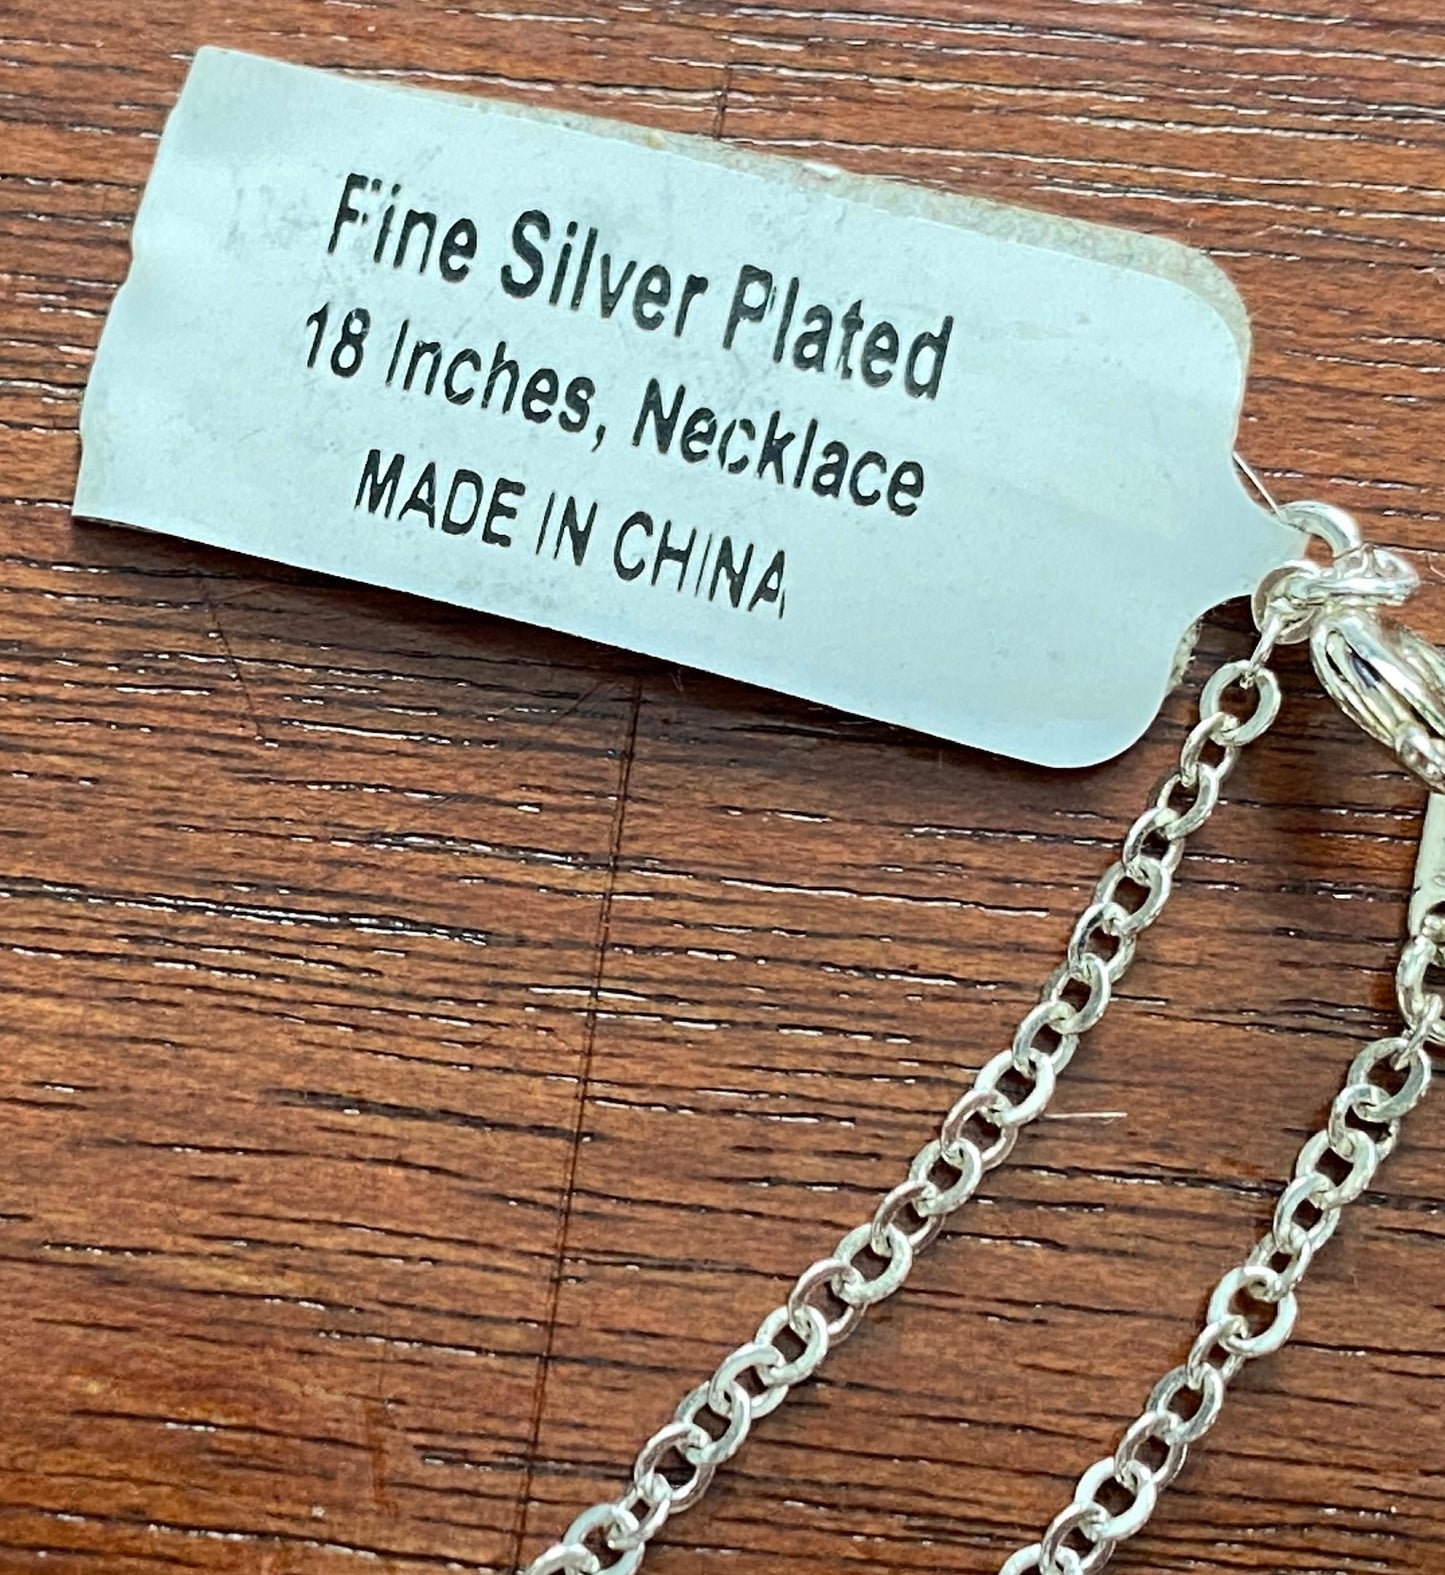 Fine Silver Plated
18 Inches, Necklace
MADE IN CHINA